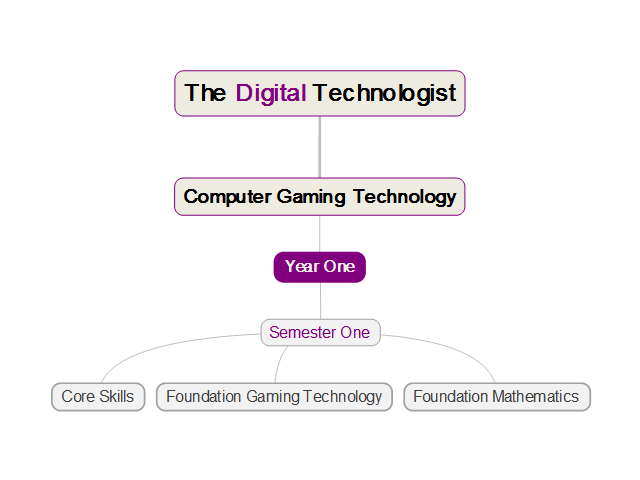 The Digital Technologist
Computer Gaming Technology
Year One
Semester One
Core Skills
Foundation Gaming Technology
Foundation Mathematics